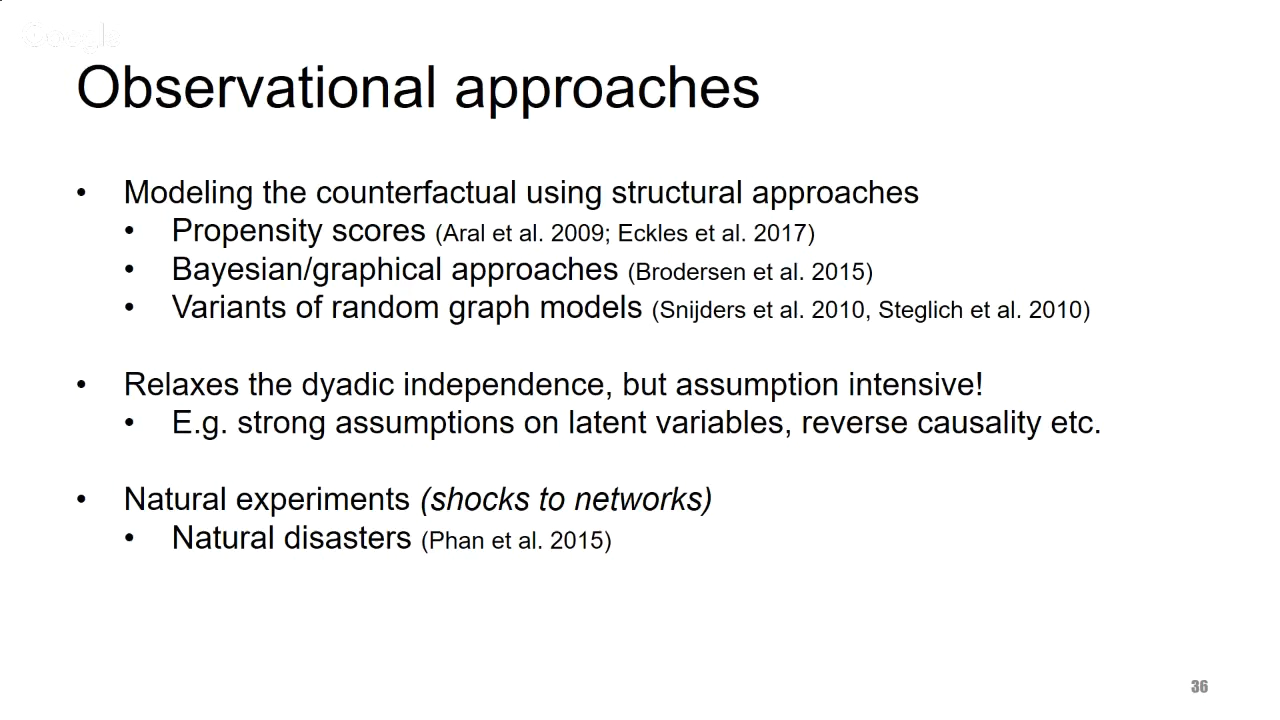 Google
Observational approaches
• Modeling the counterfactual using structural approaches
• Propensity scores (Aral et al. 2009; Eckles et al. 2017)
• Bayesian/graphical approaches (Brodersen et al. 2015)
• Variants of random graph models (Snijders et al. 2010, Steglich et al. 2010)
• Relaxes the dyadic independence, but assumption intensive!
• E.g. strong assumptions on latent variables, reverse causality etc.
• Natural experiments (shocks to networks)
• Natural disasters (Phan et al. 2015)
36